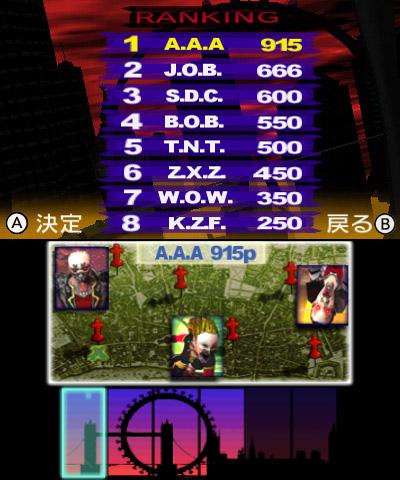 RANKING
1 A.A.A 915
2 J.O.B. 666
3 S.D.C. 600
4 B.O.B. 550
5 T.N.T. 500
6 Z.X.Z. 450
7 W.O.W. 350
8 K.Z.F. 250
A 決定
戻る B
A.A.A 915p